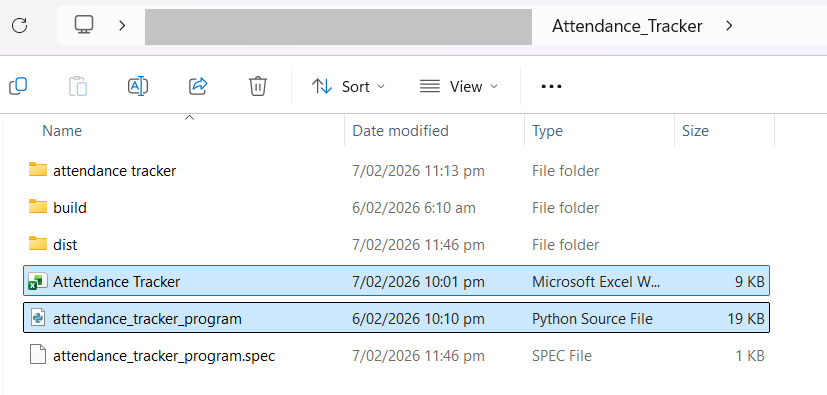 Attendance_Tracker
Sort View
Name Date modified Type Size
attendance tracker 7/02/2026 11:13 pm File folder
build 6/02/2026 6:10 am File folder
dist 7/02/2026 11:46 pm File folder
Attendance Tracker 7/02/2026 10:01 pm Microsoft Excel W... 9 KB
attendance_tracker_program 6/02/2026 10:10 pm Python Source File 19 KB
attendance_tracker_program.spec 7/02/2026 11:46 pm SPEC File 1 KB